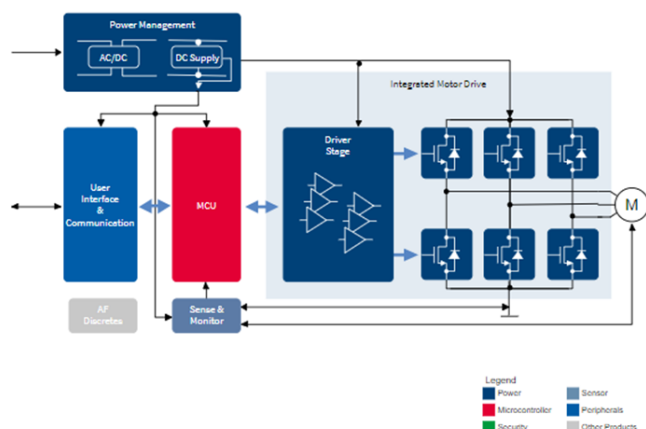 Power Management
AC/DC
DC Supply
Integrated Motor Drive
User
Interface
&
Communication
MCU
Driver
Stage
M
AF
Discretes
Sense &
Monitor
Legend
Power
Sensor
Microcontroller
Peripherals
Security
Other Products